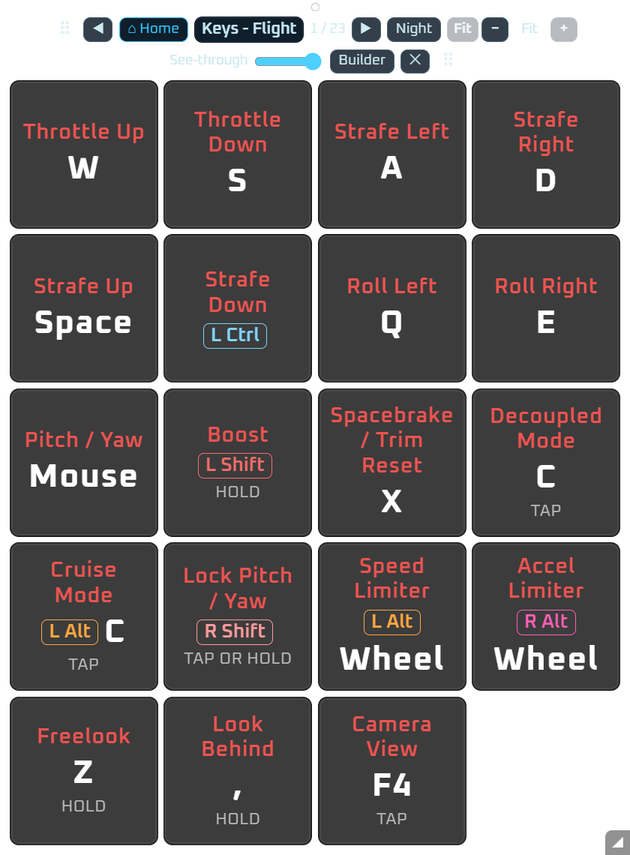 ◀ ⌂ Home Keys - Flight 1 / 23 ▶ Night Fit − Fit +
See-through Builder ✕
Throttle Up
W
Throttle
Down
S
Strafe Left
A
Strafe
Right
D
Strafe Up
Space
Strafe
Down
L Ctrl
Roll Left
Q
Roll Right
E
Pitch / Yaw
Mouse
Boost
L Shift
HOLD
Spacebrake
/ Trim
Reset
X
Decoupled
Mode
C
TAP
Cruise
Mode
L Alt C
TAP
Lock Pitch
/ Yaw
R Shift
TAP OR HOLD
Speed
Limiter
L Alt
Wheel
Accel
Limiter
R Alt
Wheel
Freelook
Z
HOLD
Look
Behind
,
HOLD
Camera
View
F4
TAP